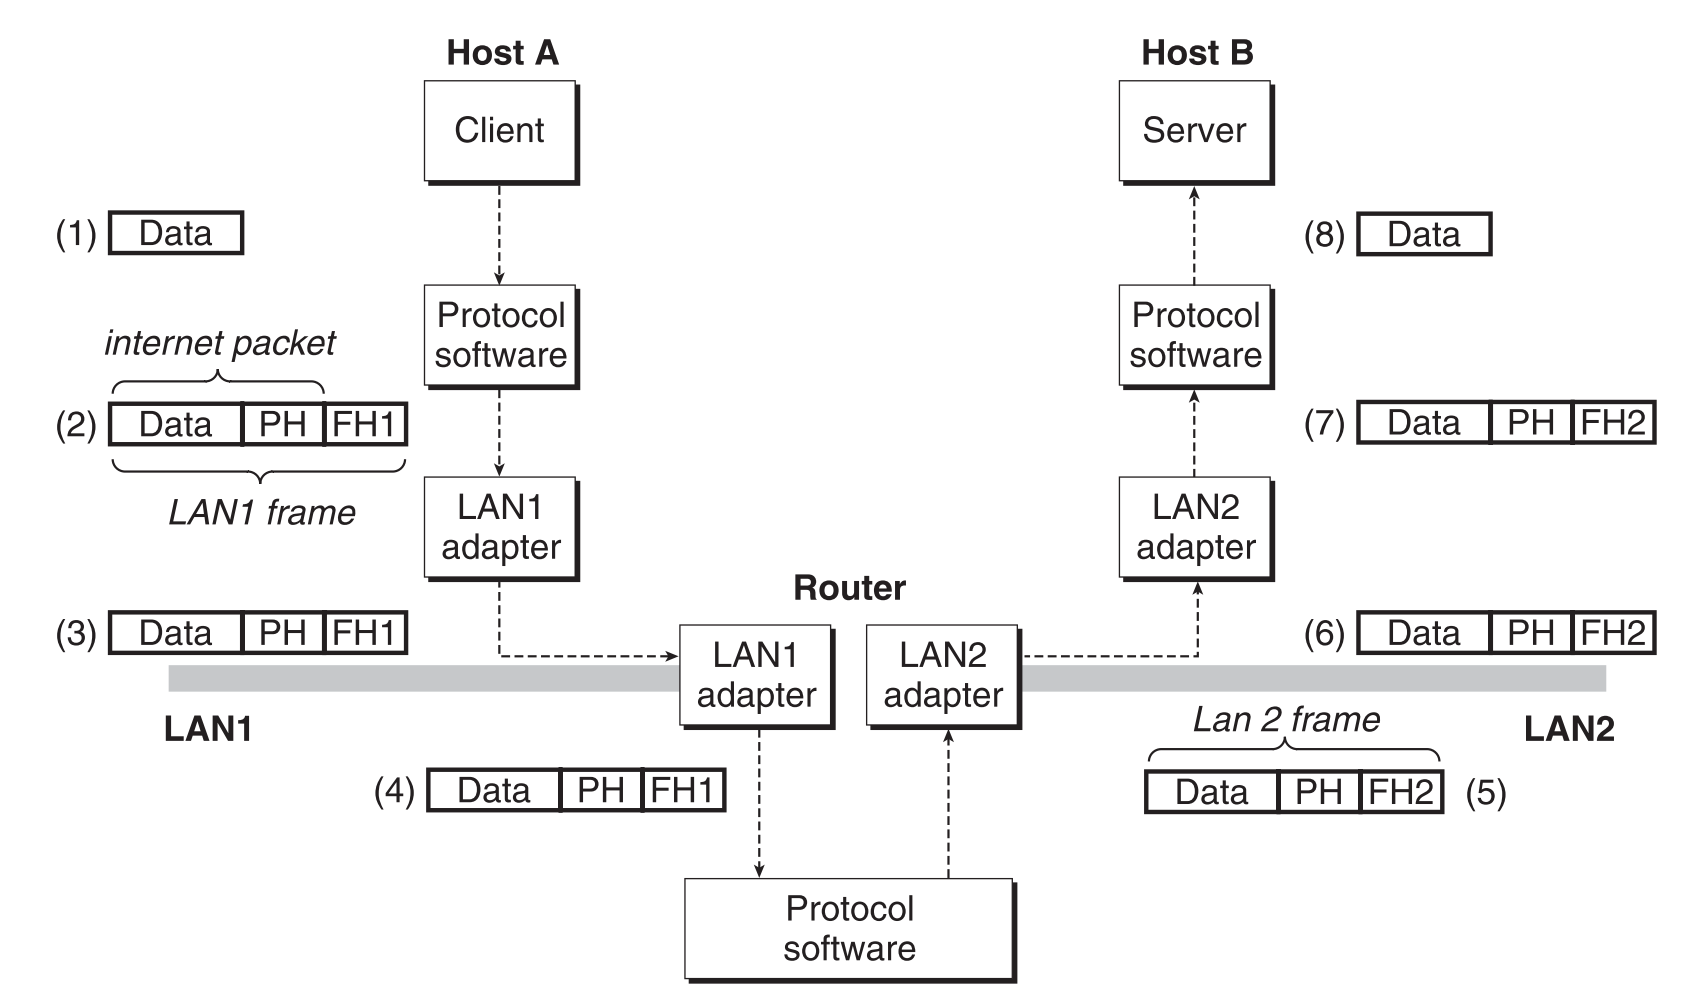 Host A
Host B
Client
Server
(1) Data
(8) Data
Protocol
software
Protocol
software
internet packet
(2) Data PH FH1
(7) Data PH FH2
LAN1 frame
LAN1
adapter
LAN2
adapter
Router
(3) Data PH FH1
(6) Data PH FH2
LAN1
adapter
LAN2
adapter
LAN1
Lan 2 frame
LAN2
(4) Data PH FH1
Data PH FH2 (5)
Protocol
software